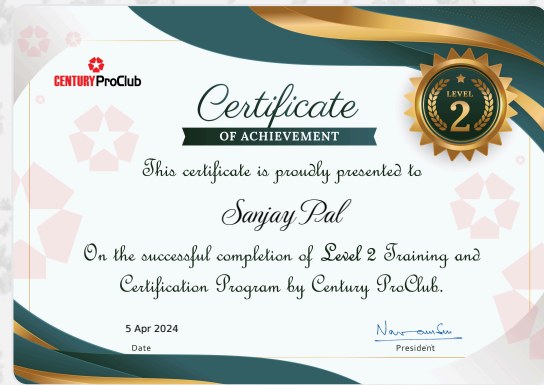 CENTURY ProClub
Certificate
OF ACHIEVEMENT
LEVEL
2
This certificate is proudly presented to
Sanjay Pal
On the successful completion of Level 2 Training and
Certification Program by Century ProClub.
5 Apr 2024
Date
President